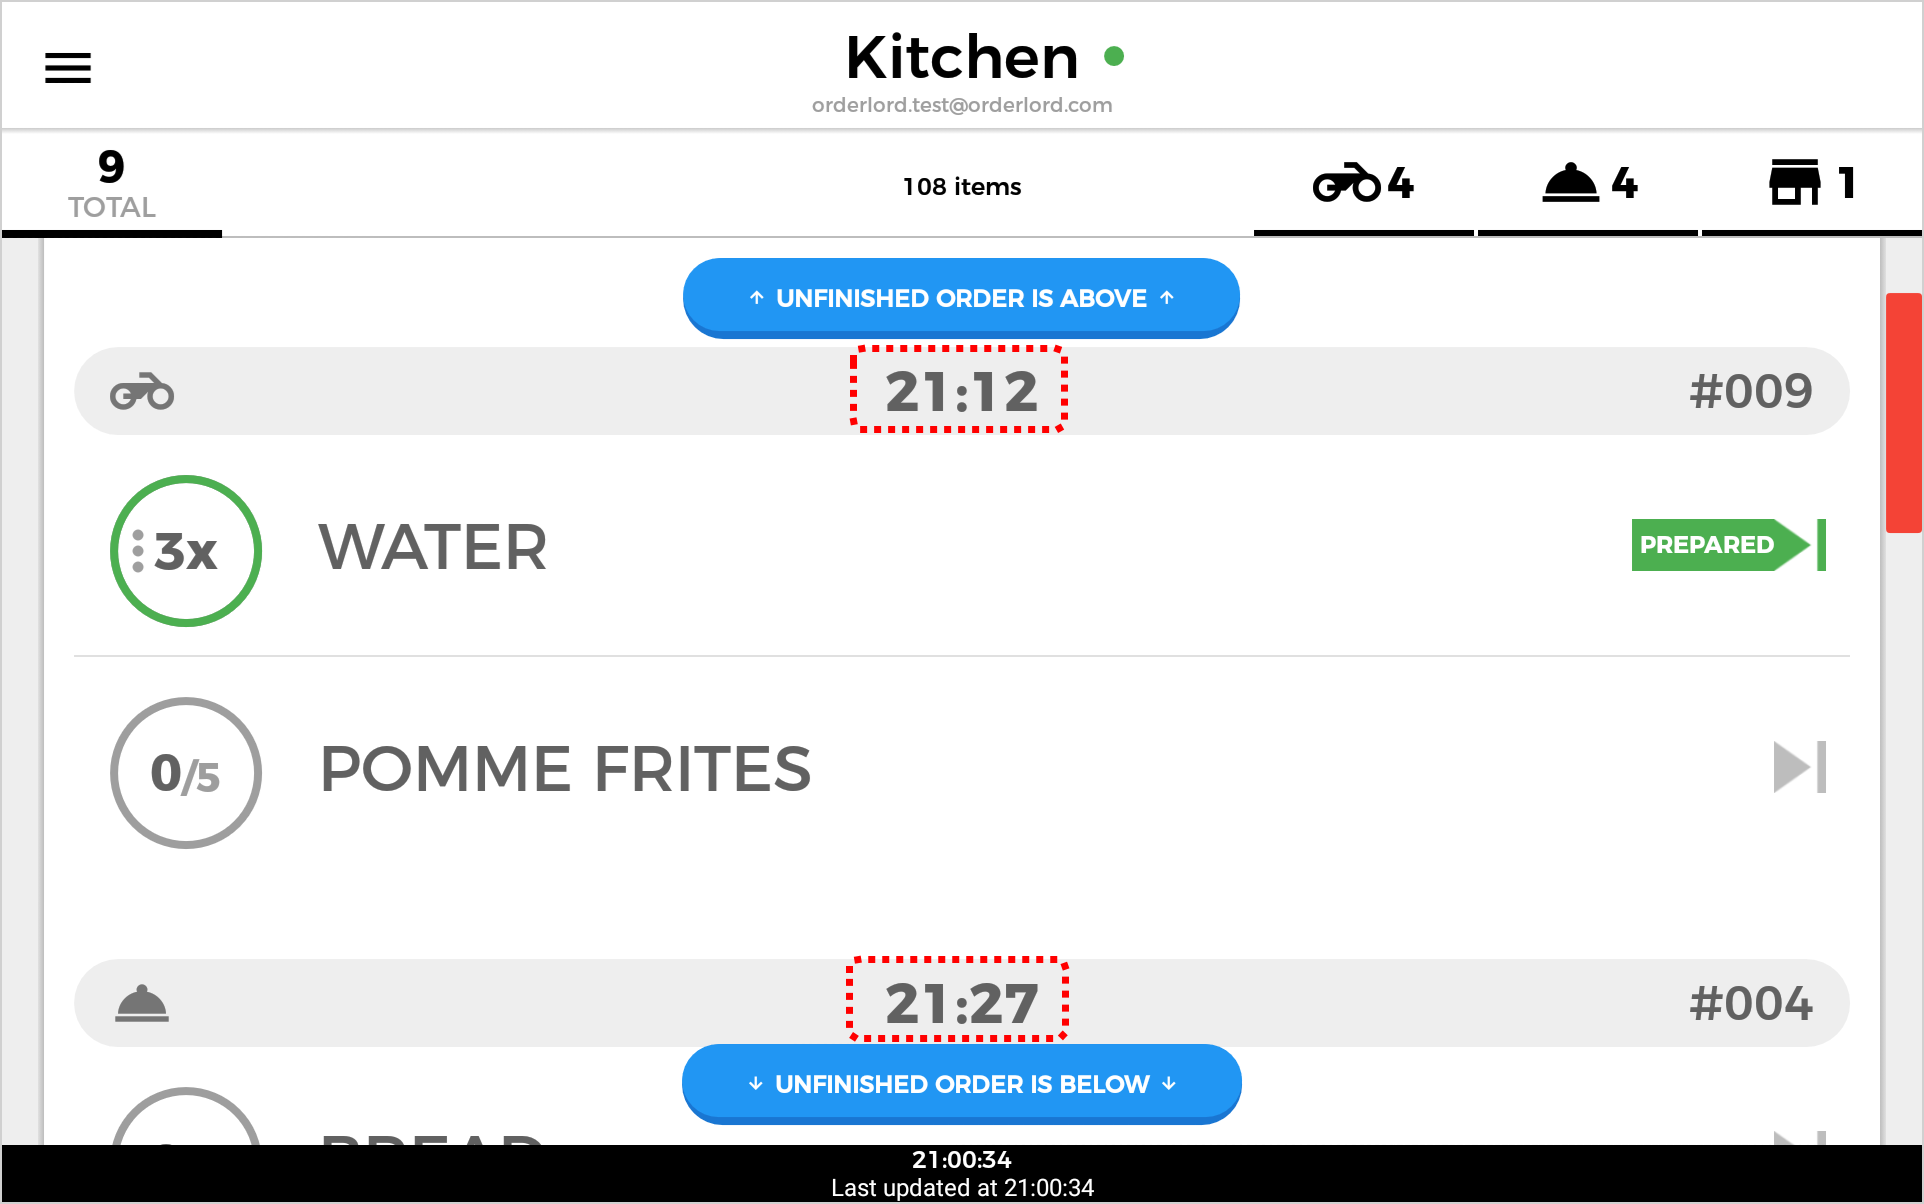 Kitchen
orderlord.test@orderlord.com
9
TOTAL
108 items
4
4
1
↑ UNFINISHED ORDER IS ABOVE ↑
21:12
#009
3x
WATER
PREPARED
0/5
POMME FRITES
21:27
#004
↓ UNFINISHED ORDER IS BELOW ↓
BREAD
21:00:34
Last updated at 21:00:34